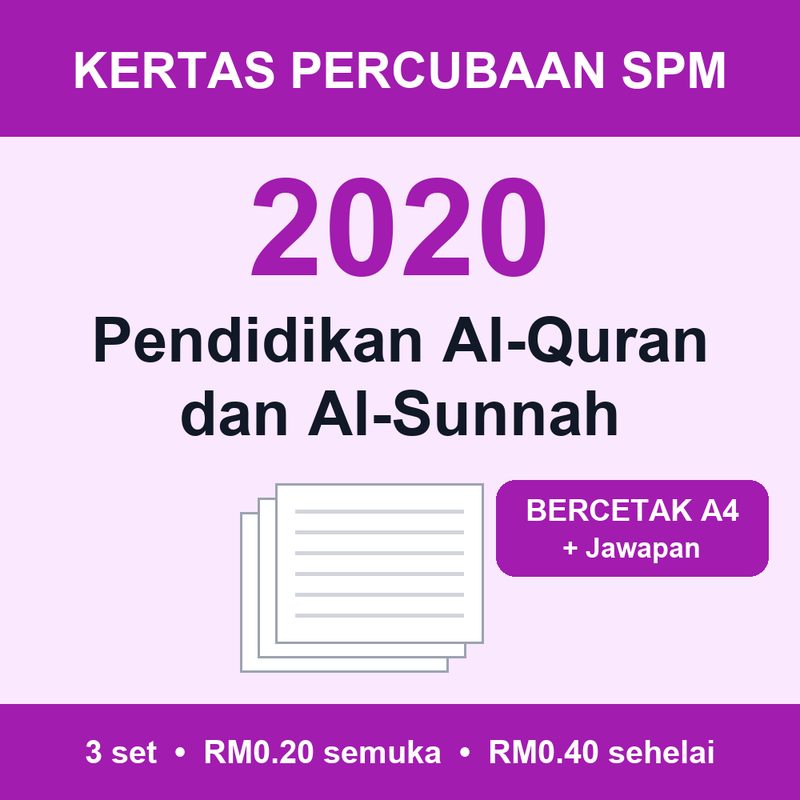 KERTAS PERCUBAAN SPM
2020
Pendidikan Al-Quran
dan Al-Sunnah
BERCETAK A4
+ Jawapan
3 set • RM0.20 semuka • RM0.40 sehelai